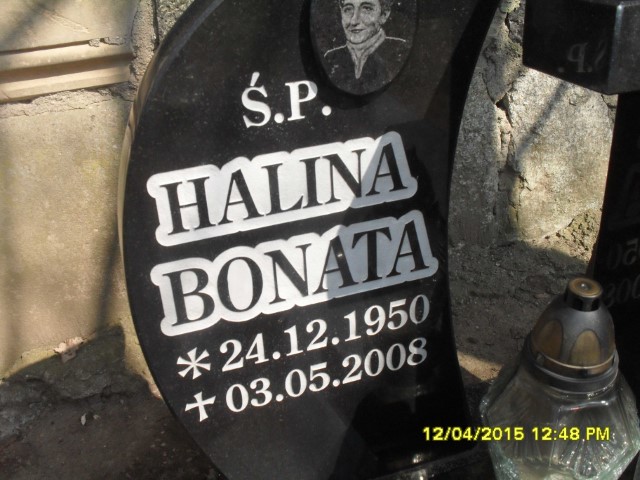 Ś.P.
HALINA
BONATA
* 24.12.1950
✝ 03.05.2008
12/04/2015 12:48 PM